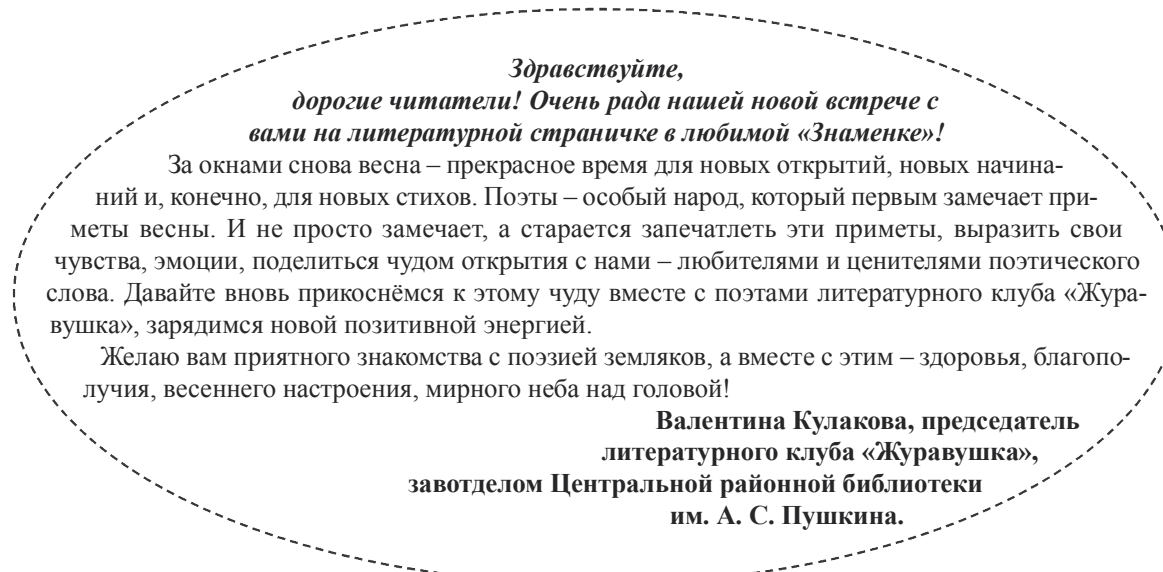 Здравствуйте,
дорогие читатели! Очень рада нашей новой встрече с
вами на литературной страничке в любимой «Знаменке»!
За окнами снова весна – прекрасное время для новых открытий, новых начина-
ний и, конечно, для новых стихов. Поэты – особый народ, который первым замечает при-
меты весны. И не просто замечает, а старается запечатлеть эти приметы, выразить свои
чувства, эмоции, поделиться чудом открытия с нами – любителями и ценителями поэтического
слова. Давайте вновь прикоснёмся к этому чуду вместе с поэтами литературного клуба «Жура-
вушка», зарядимся новой позитивной энергией.
Желаю вам приятного знакомства с поэзией земляков, а вместе с этим – здоровья, благопо-
лучия, весеннего настроения, мирного неба над головой!
Валентина Кулакова, председатель
литературного клуба «Журавушка»,
завотделом Центральной районной библиотеки
им. А. С. Пушкина.